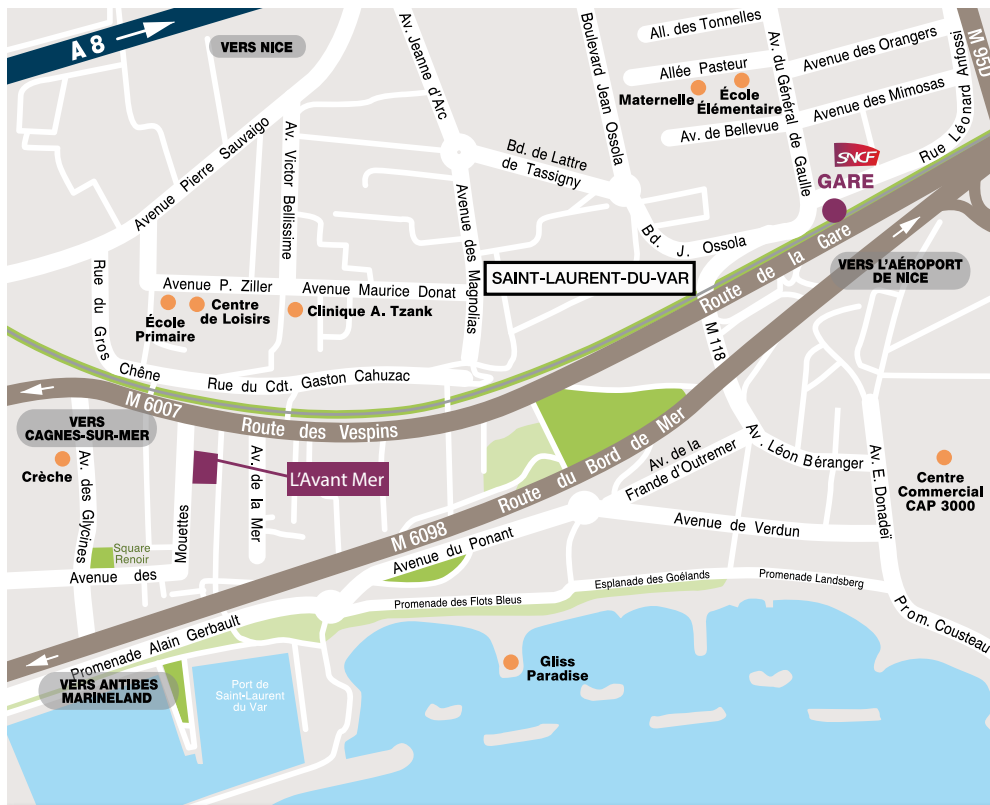 A 8
VERS NICE
Av. Jeanne d'Arc
Boulevard Jean Ossola
All. des Tonnelles
Av. du Général de Gaulle
Avenue des Orangers
M 95D
Allée Pasteur
Maternelle
École
Élémentaire
Avenue des Mimosas
Av. de Bellevue
Rue Léonard Antossi
Avenue Pierre Sauvaigo
Av. Victor Bellissime
Bd. de Lattre
de Tassigny
SNCF
GARE
Avenue des Magnolias
Bd. J. Ossola
Route de la Gare
VERS L'AÉROPORT
DE NICE
SAINT-LAURENT-DU-VAR
Rue du Gros Chêne
Avenue P. Ziller
Avenue Maurice Donat
École
Primaire
Centre
de Loisirs
Clinique A. Tzank
M 118
Rue du Cdt. Gaston Cahuzac
M 6007
Route des Vespins
VERS
CAGNES-SUR-MER
Crèche
Av. des Glycines
L'Avant Mer
Av. de la Mer
Route du Bord de Mer
M 6098
Av. de la
Frande d'Outremer
Av. Léon Béranger
Av. E. Donadeï
Centre
Commercial
CAP 3000
Avenue de Verdun
Avenue du Ponant
Square
Renoir
Avenue des Mouettes
Promenade des Flots Bleus
Esplanade des Goélands
Promenade Landsberg
Prom. Cousteau
Promenade Alain Gerbault
VERS ANTIBES
MARINELAND
Port de
Saint-Laurent
du Var
Gliss
Paradise